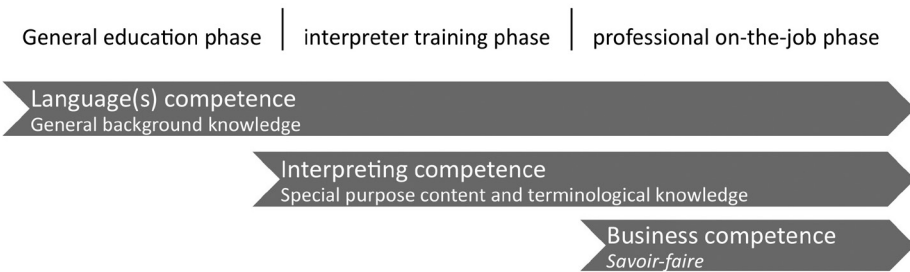 General education phase | interpreter training phase | professional on-the-job phase
Language(s) competence
General background knowledge
Interpreting competence
Special purpose content and terminological knowledge
Business competence
Savoir-faire